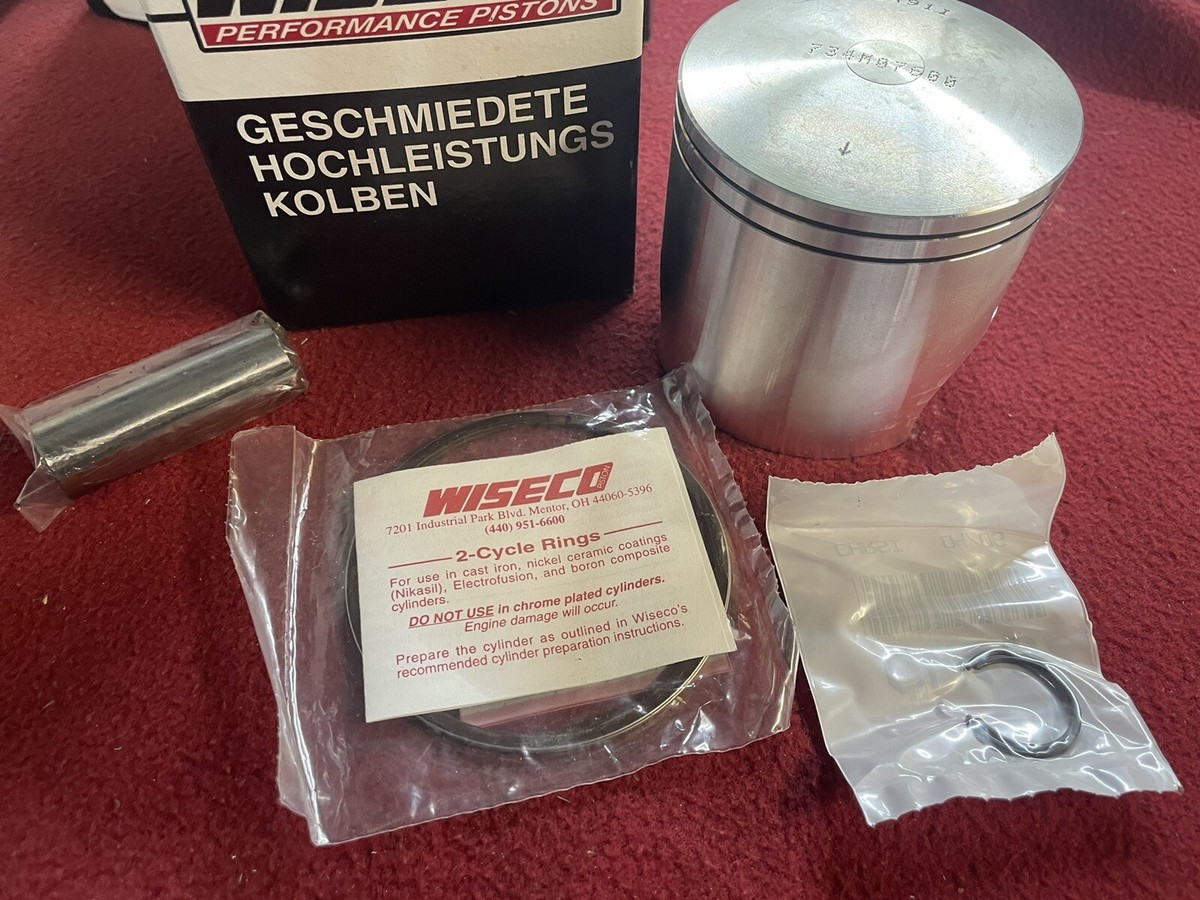 PERFORMANCE PISTONS
GESCHMIEDETE
HOCHLEISTUNGS
KOLBEN
734M07600
WISECO
7201 Industrial Park Blvd. Mentor, OH 44060-5396
(440) 951-6600
2-Cycle Rings
For use in cast iron, nickel ceramic coatings
(Nikasil), Electrofusion, and boron composite
cylinders.
DO NOT USE in chrome plated cylinders.
Engine damage will occur.
Prepare the cylinder as outlined in Wiseco's
recommended cylinder preparation instructions.